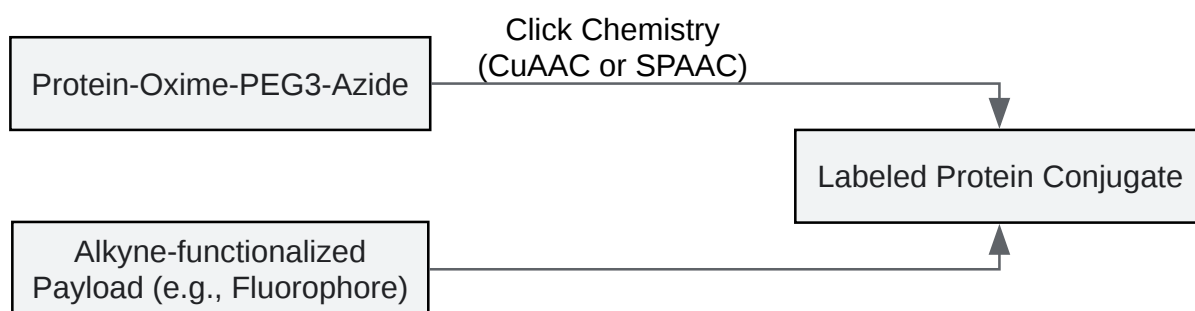 Click Chemistry
(CuAAC or SPAAC)
Protein-Oxime-PEG3-Azide
Labeled Protein Conjugate
Alkyne-functionalized
Payload (e.g., Fluorophore)